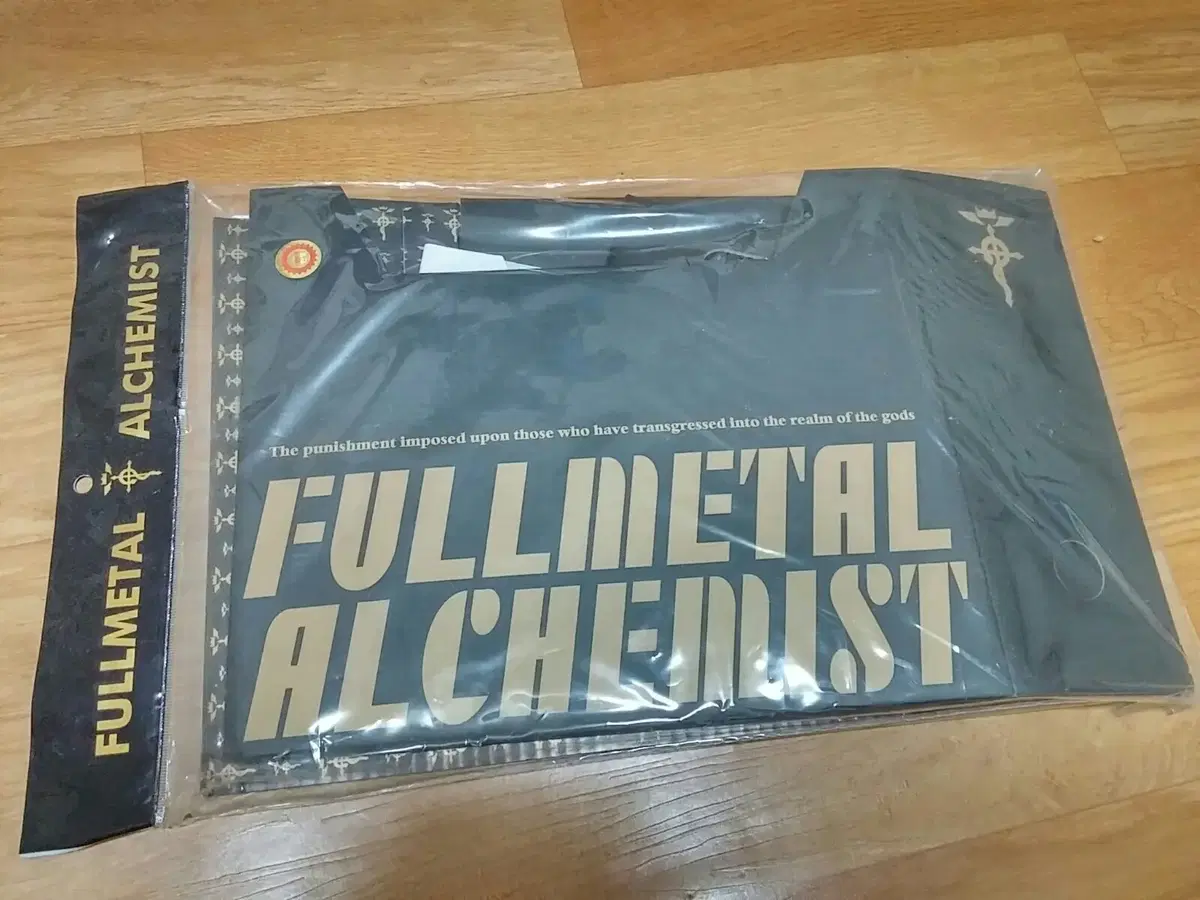 FULLMETAL ALCHEMIST
The punishment imposed upon those who have transgressed into the realm of the gods
FULLMETAL
ALCHEMIST